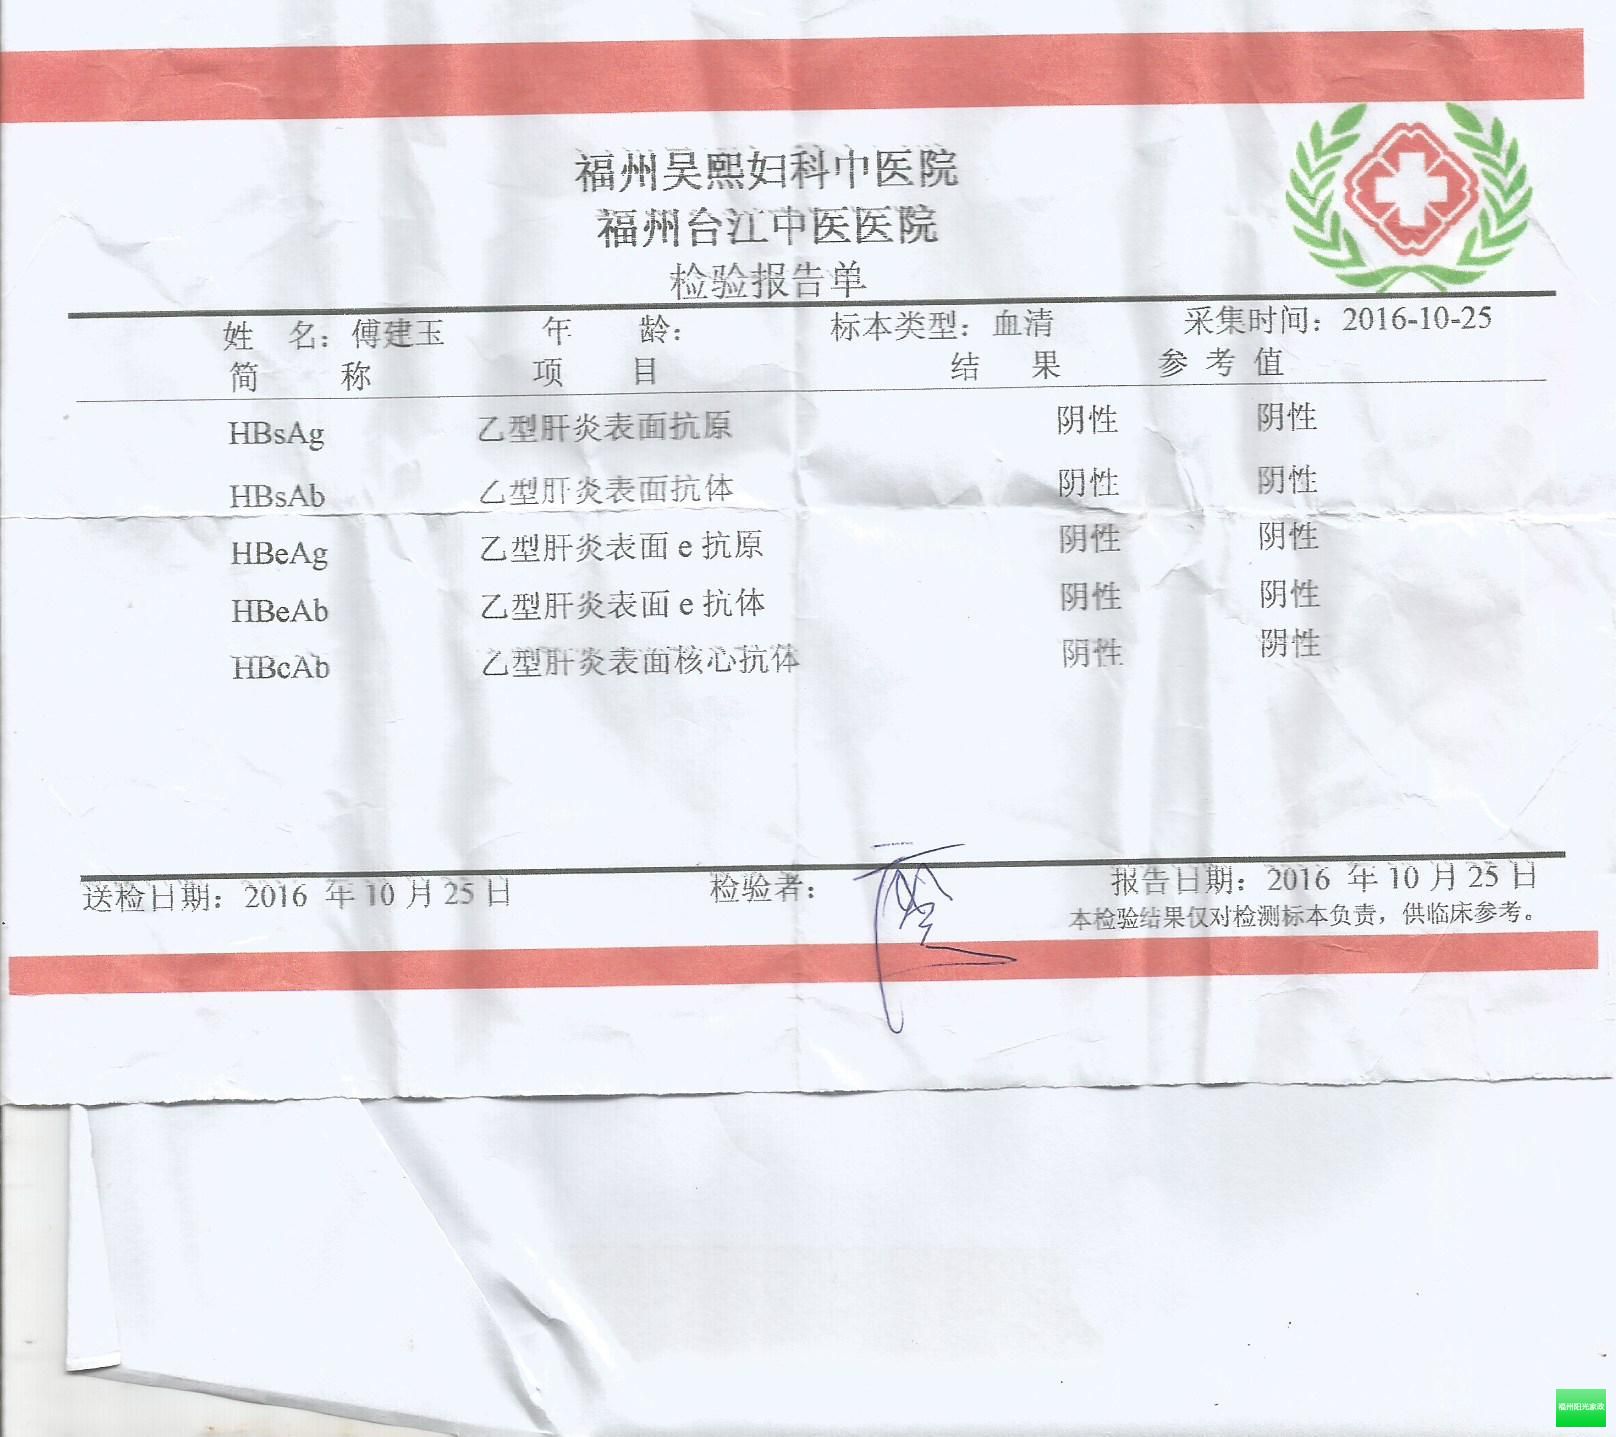 福州吴熙妇科中医院
福州台江中医医院
检验报告单
姓 名：傅建玉 年 龄： 标本类型：血清 采集时间：2016-10-25
简 称 项 目 结 果 参 考 值
HBsAg 乙型肝炎表面抗原 阴性 阴性
HBsAb 乙型肝炎表面抗体 阴性 阴性
HBeAg 乙型肝炎表面 e 抗原 阴性 阴性
HBeAb 乙型肝炎表面 e 抗体 阴性 阴性
HBcAb 乙型肝炎表面核心抗体 阴性 阴性
送检日期：2016 年 10 月 25 日 检验者： 报告日期：2016 年 10 月 25 日
本检验结果仅对检测标本负责，供临床参考。
福州阳光家政